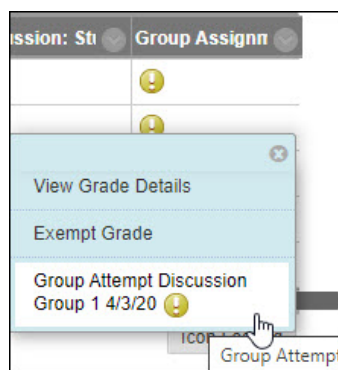 ssion: Stu Group Assignm
View Grade Details
Exempt Grade
Group Attempt Discussion
Group 1 4/3/20
Icon
Group Attempt